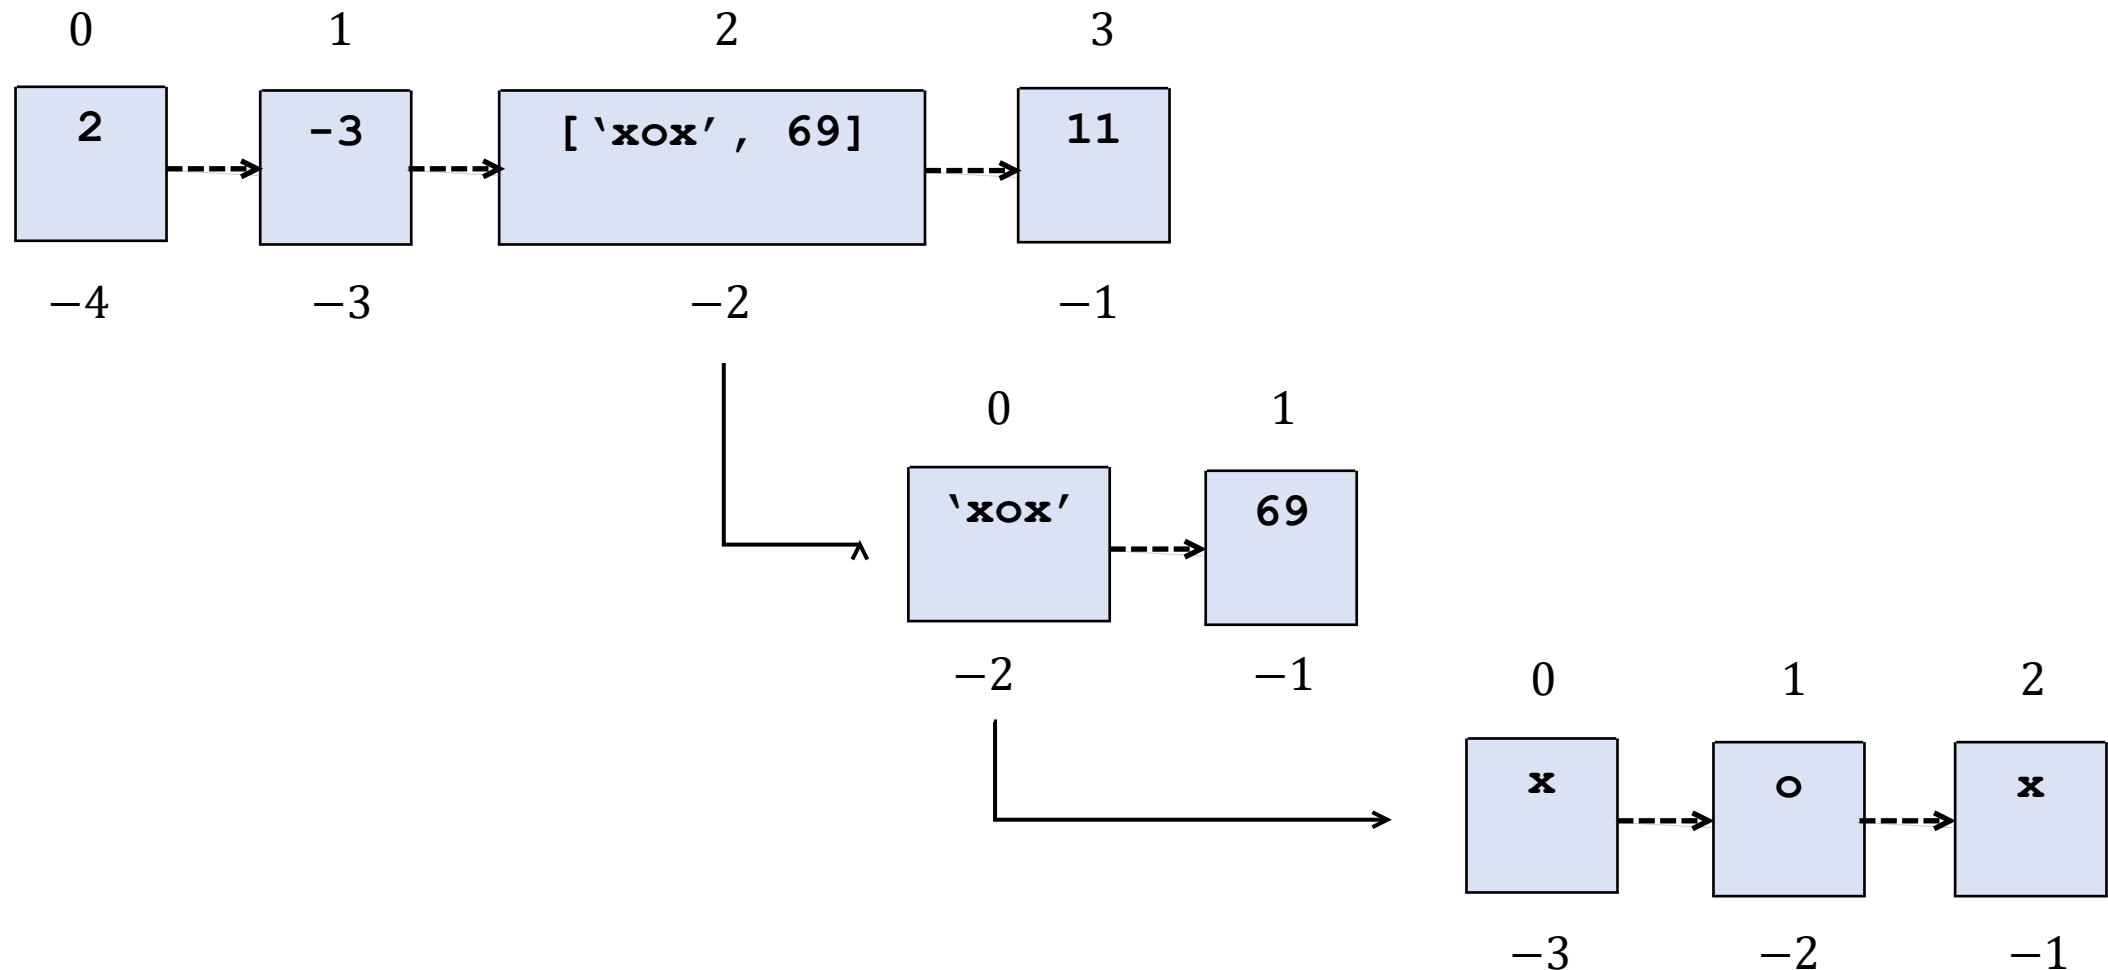 0 1 2 3
2 -3 [‘xox’, 69] 11
−4 −3 −2 −1
0 1
‘xox’ 69
−2 −1
0 1 2
x o x
−3 −2 −1